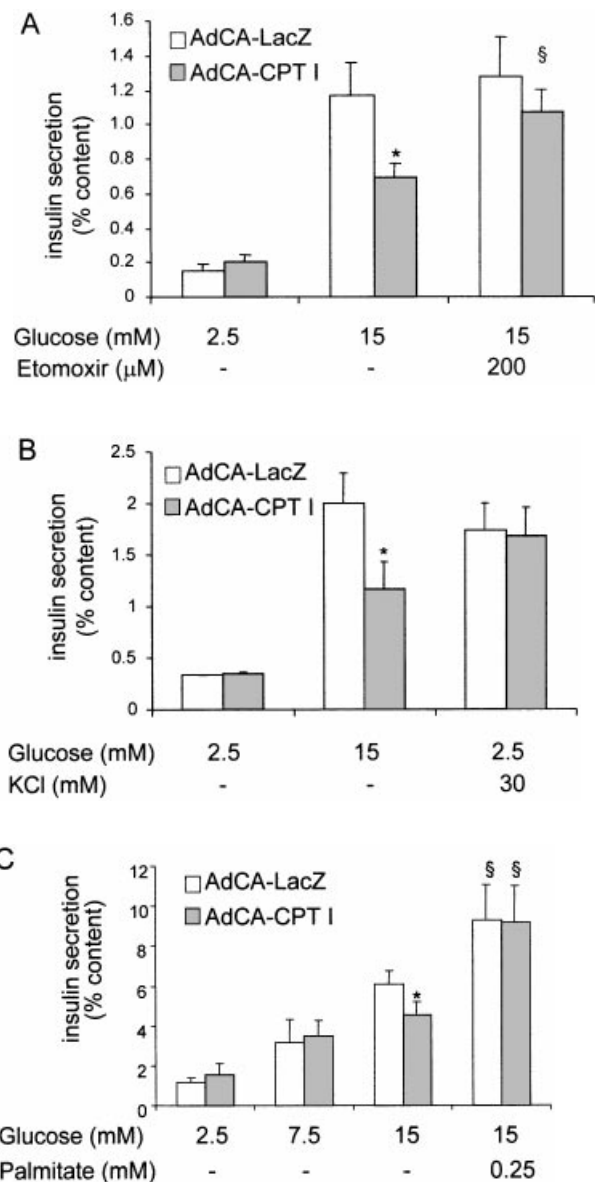 A
AdCA-LacZ
AdCA-CPT I
insulin secretion
(% content)
1.6
1.4
1.2
1.0
0.8
0.6
0.4
0.2
0
*
§
Glucose (mM) 2.5 15 15
Etomoxir (μM) - - 200
B
AdCA-LacZ
AdCA-CPT I
insulin secretion
(% content)
2.5
2
1.5
1
0.5
0
*
Glucose (mM) 2.5 15 2.5
KCl (mM) - - 30
C
AdCA-LacZ
AdCA-CPT I
insulin secretion
(% content)
12
10
8
6
4
2
0
*
§ §
Glucose (mM) 2.5 7.5 15 15
Palmitate (mM) - - - 0.25